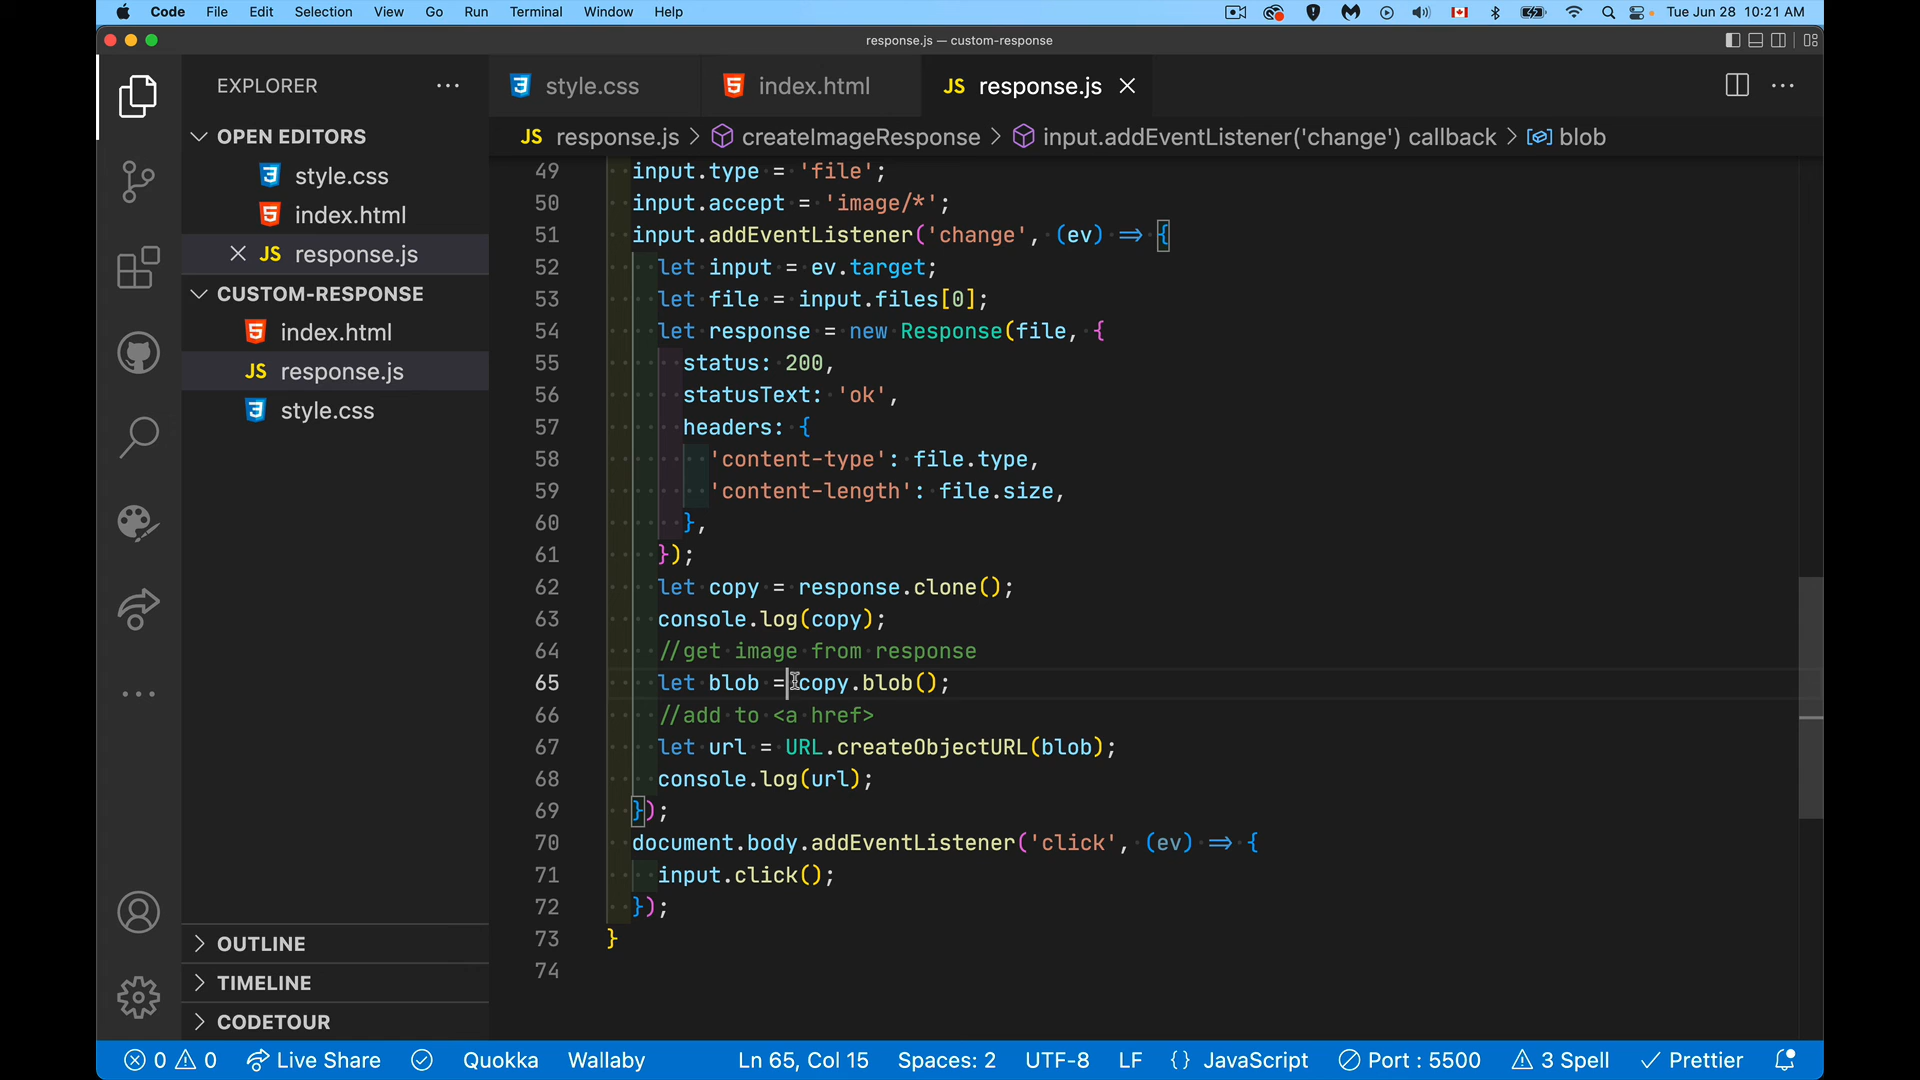 Code File Edit Selection View Go Run Terminal Window Help Tue Jun 28 10:21 AM
response.js — custom-response
EXPLORER ···
style.css index.html JS response.js
OPEN EDITORS
JS response.js > createImageResponse > input.addEventListener('change') callback > blob
style.css
index.html
JS response.js
CUSTOM-RESPONSE
index.html
JS response.js
style.css
49 input.type = 'file';
50 input.accept = 'image/*';
51 input.addEventListener('change', (ev) => {
52 let input = ev.target;
53 let file = input.files[0];
54 let response = new Response(file, {
55 status: 200,
56 statusText: 'ok',
57 headers: {
58 'content-type': file.type,
59 'content-length': file.size,
60 },
61 });
62 let copy = response.clone();
63 console.log(copy);
64 //get image from response
65 let blob = copy.blob();
66 //add to <a href>
67 let url = URL.createObjectURL(blob);
68 console.log(url);
69 });
70 document.body.addEventListener('click', (ev) => {
71 input.click();
72 });
73 }
74
OUTLINE
TIMELINE
CODETOUR
0 0 Live Share Quokka Wallaby Ln 65, Col 15 Spaces: 2 UTF-8 LF {} JavaScript Port : 5500 3 Spell Prettier